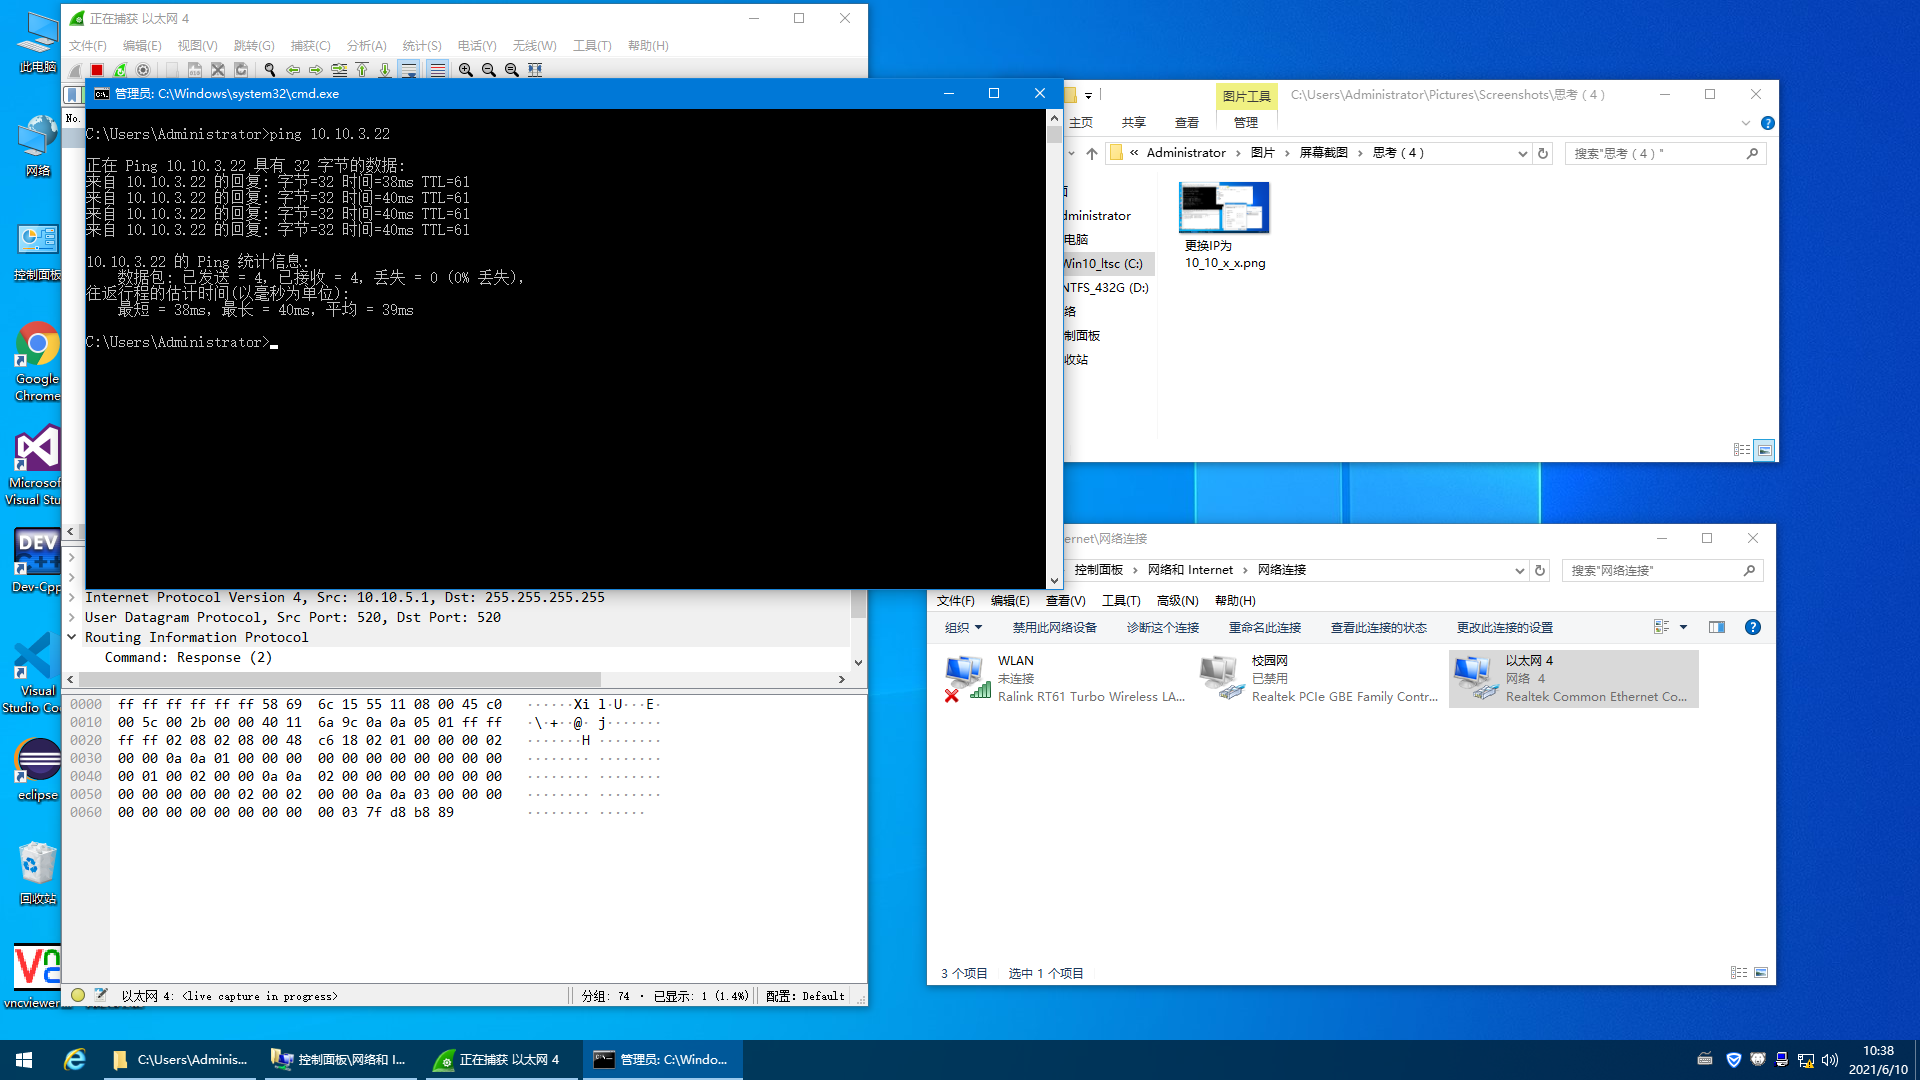 此电脑
网络
控制面板
Google Chrome
Microsof
Visual Stu
Dev-Cpp
Visual
Studio Co
eclipse
回收站
vncviewer
正在捕获 以太网 4
文件(F) 编辑(E) 视图(V) 跳转(G) 捕获(C) 分析(A) 统计(S) 电话(Y) 无线(W) 工具(T) 帮助(H)
No.
管理员: C:\Windows\system32\cmd.exe
C:\Users\Administrator>ping 10.10.3.22
正在 Ping 10.10.3.22 具有 32 字节的数据:
来自 10.10.3.22 的回复: 字节=32 时间=38ms TTL=61
来自 10.10.3.22 的回复: 字节=32 时间=40ms TTL=61
来自 10.10.3.22 的回复: 字节=32 时间=40ms TTL=61
来自 10.10.3.22 的回复: 字节=32 时间=40ms TTL=61
10.10.3.22 的 Ping 统计信息:
数据包: 已发送 = 4，已接收 = 4，丢失 = 0 (0% 丢失)，
往返行程的估计时间(以毫秒为单位):
最短 = 38ms，最长 = 40ms，平均 = 39ms
C:\Users\Administrator>
Internet Protocol Version 4, Src: 10.10.5.1, Dst: 255.255.255.255
User Datagram Protocol, Src Port: 520, Dst Port: 520
Routing Information Protocol
Command: Response (2)
0000 ff ff ff ff ff ff 58 69 6c 15 55 11 08 00 45 c0 ······Xi l·U···E·
0010 00 5c 00 2b 00 00 40 11 6a 9c 0a 0a 05 01 ff ff ·\·+··@· j·······
0020 ff ff 02 08 02 08 00 48 c6 18 02 01 00 00 00 02 ·······H ········
0030 00 00 0a 0a 01 00 00 00 00 00 00 00 00 00 00 00 ········ ········
0040 00 01 00 02 00 00 0a 0a 02 00 00 00 00 00 00 00 ········ ········
0050 00 00 00 00 00 02 00 02 00 00 0a 0a 03 00 00 00 ········ ········
0060 00 00 00 00 00 00 00 00 00 03 7f d8 b8 89 ········ ······
以太网 4: <live capture in progress>
分组: 74 · 已显示: 1 (1.4%)
配置: Default
图片工具
C:\Users\Administrator\Pictures\Screenshots\思考 ( 4 )
主页 共享 查看 管理
« Administrator › 图片 › 屏幕截图 › 思考 ( 4 )
搜索"思考 ( 4 ) "
dministrator
电脑
Win10_ltsc (C:)
NTFS_432G (D:)
络
制面板
收站
更换IP为
10_10_x_x.png
ernet\网络连接
控制面板 › 网络和 Internet › 网络连接
搜索"网络连接"
文件(F) 编辑(E) 查看(V) 工具(T) 高级(N) 帮助(H)
组织 禁用此网络设备 诊断这个连接 重命名此连接 查看此连接的状态 更改此连接的设置
WLAN
未连接
Ralink RT61 Turbo Wireless LA...
校园网
已禁用
Realtek PCIe GBE Family Contr...
以太网 4
网络 4
Realtek Common Ethernet Co...
3 个项目 选中 1 个项目
C:\Users\Adminis...
控制面板\网络和 I...
正在捕获 以太网 4
管理员: C:\Windo...
10:38
2021/6/10